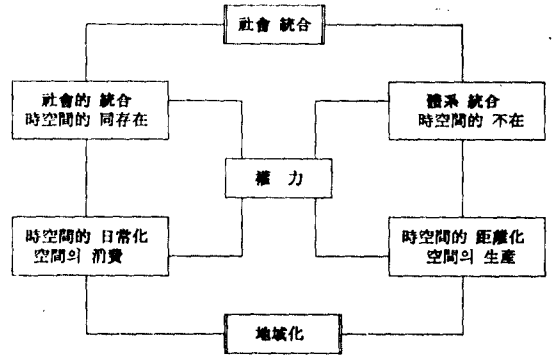 社會 統合
社會的 統合
時空間的 同存在
體系 統合
時空間的 不在
權 力
時空間的 日常化
空間의 消費
時空間的 距離化
空間의 生産
地域化